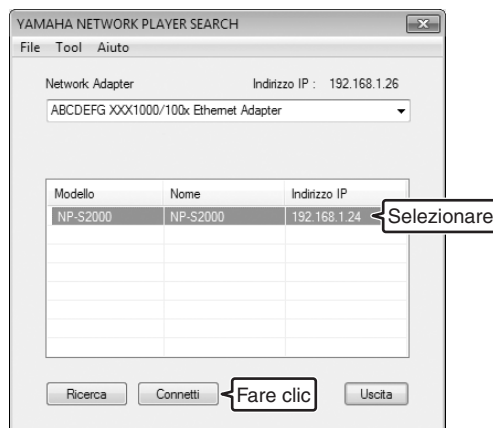 YAMAHA NETWORK PLAYER SEARCH
File Tool Aiuto
Network Adapter Indirizzo IP : 192.168.1.26
ABCDEFG XXX1000/100x Ethernet Adapter
Modello Nome Indirizzo IP
NP-S2000 NP-S2000 192.168.1.24 Selezionare
Ricerca Connetti Fare clic Uscita